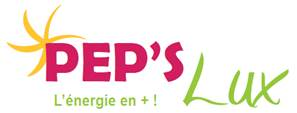 PEP'S Lux
L'énergie en + !